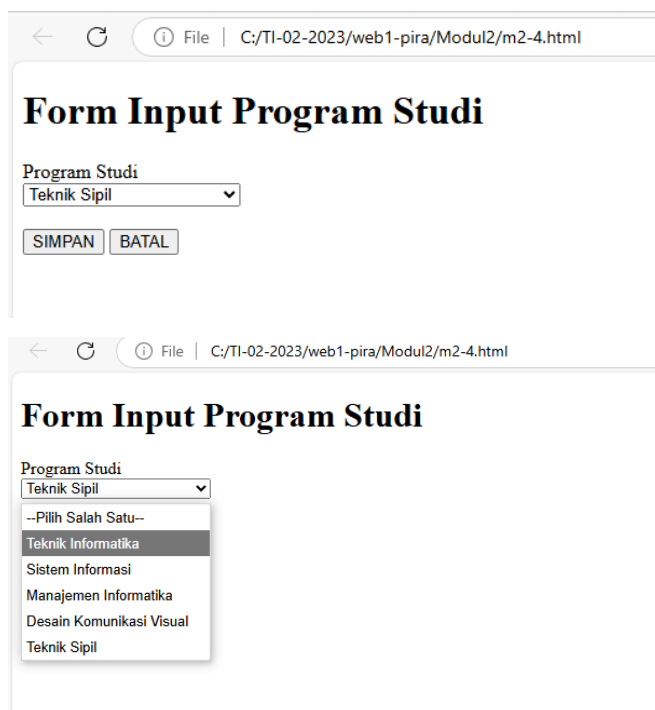 File | C:/TI-02-2023/web1-pira/Modul2/m2-4.html
Form Input Program Studi
Program Studi
Teknik Sipil
SIMPAN BATAL
File | C:/TI-02-2023/web1-pira/Modul2/m2-4.html
Form Input Program Studi
Program Studi
Teknik Sipil
--Pilih Salah Satu--
Teknik Informatika
Sistem Informasi
Manajemen Informatika
Desain Komunikasi Visual
Teknik Sipil